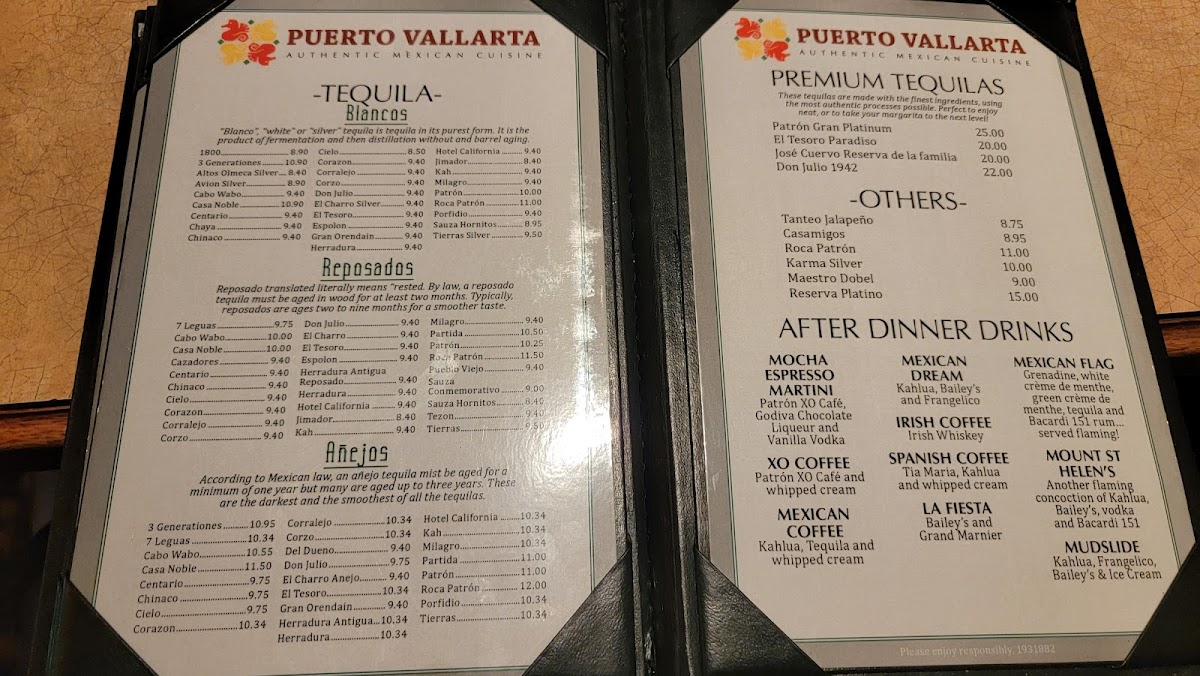 PUERTO VALLARTA
AUTHENTIC MEXICAN CUISINE
-TEQUILA-
Blancos
"Blanco", "white" or "silver" tequila is tequila in its purest form. It is the
product of fermentation and then distillation without and barrel aging.
1800 8.90
3 Generationes 10.90
Altos Olmeca Silver 8.40
Avion Silver 8.90
Cabo Wabo 9.40
Casa Noble 10.90
Centario 9.40
Chaya 9.40
Chinaco 9.40
Cielo 8.50
Corazon 9.40
Corralejo 9.40
Corzo 9.40
Don Julio 9.40
El Charro Silver 9.40
El Tesoro 9.40
Espolon 9.40
Gran Orendain 9.40
Herradura 9.40
Hotel California 9.40
Jimador 8.40
Kah 9.40
Milagro 9.40
Patrón 10.00
Roca Patrón 11.00
Porfidio 9.40
Sauza Hornitos 8.95
Tierras Silver 9.50
Reposados
Reposado translated literally means "rested. By law, a reposado
tequila must be aged in wood for at least two months. Typically,
reposados are ages two to nine months for a smoother taste.
7 Leguas 9.75
Cabo Wabo 10.00
Casa Noble 10.00
Cazadores 9.40
Centario 9.40
Chinaco 9.40
Cielo 9.40
Corazon 9.40
Corralejo 9.40
Corzo 9.40
Don Julio 9.40
El Charro 9.40
El Tesoro 9.40
Espolon 9.40
Herradura Antigua
Reposado 9.40
Herradura 9.40
Hotel California 9.40
Jimador 8.40
Kah 9.40
Milagro 9.40
Partida 10.50
Patrón 10.25
Roca Patrón 11.50
Pueblo Viejo 9.40
Sauza
Conmemorativo 9.00
Sauza Hornitos 8.40
Tezon 9.40
Tierras 9.50
Añejos
According to Mexican law, an añejo tequila mist be aged for a
minimum of one year but many are aged up to three years. These
are the darkest and the smoothest of all the tequilas.
3 Generationes 10.95
7 Leguas 10.34
Cabo Wabo 10.55
Casa Noble 11.50
Centario 9.75
Chinaco 9.75
Cielo 9.75
Corazon 10.34
Corralejo 10.34
Corzo 10.34
Del Dueno 9.40
Don Julio 9.75
El Charro Anejo 9.40
El Tesoro 10.34
Gran Orendain 9.40
Herradura Antigua 10.34
Herradura 10.34
Hotel California 10.34
Kah 10.34
Milagro 10.34
Partida 11.00
Patrón 11.00
Roca Patrón 12.00
Porfidio 10.34
Tierras 10.34
PUERTO VALLARTA
AUTHENTIC MEXICAN CUISINE
PREMIUM TEQUILAS
These tequilas are made with the finest ingredients, using
the most authentic processes possible. Perfect to enjoy
neat, or to take your margarita to the next level!
Patrón Gran Platinum 25.00
El Tesoro Paradiso 20.00
José Cuervo Reserva de la familia 20.00
Don Julio 1942 22.00
-OTHERS-
Tanteo Jalapeño 8.75
Casamigos 8.95
Roca Patrón 11.00
Karma Silver 10.00
Maestro Dobel 9.00
Reserva Platino 15.00
AFTER DINNER DRINKS
MOCHA
ESPRESSO
MARTINI
Patrón XO Café,
Godiva Chocolate
Liqueur and
Vanilla Vodka
XO COFFEE
Patrón XO Café and
whipped cream
MEXICAN
COFFEE
Kahlua, Tequila and
whipped cream
MEXICAN
DREAM
Kahlua, Bailey's
and Frangelico
IRISH COFFEE
Irish Whiskey
SPANISH COFFEE
Tia Maria, Kahlua
and whipped cream
LA FIESTA
Bailey's and
Grand Marnier
MEXICAN FLAG
Grenadine, white
crème de menthe,
green crème de
menthe, tequila and
Bacardi 151 rum...
served flaming!
MOUNT ST
HELEN'S
Another flaming
concoction of Kahlua,
Bailey's, vodka
and Bacardi 151
MUDSLIDE
Kahlua, Frangelico,
Bailey's & Ice Cream
Please enjoy responsibly. 1931882